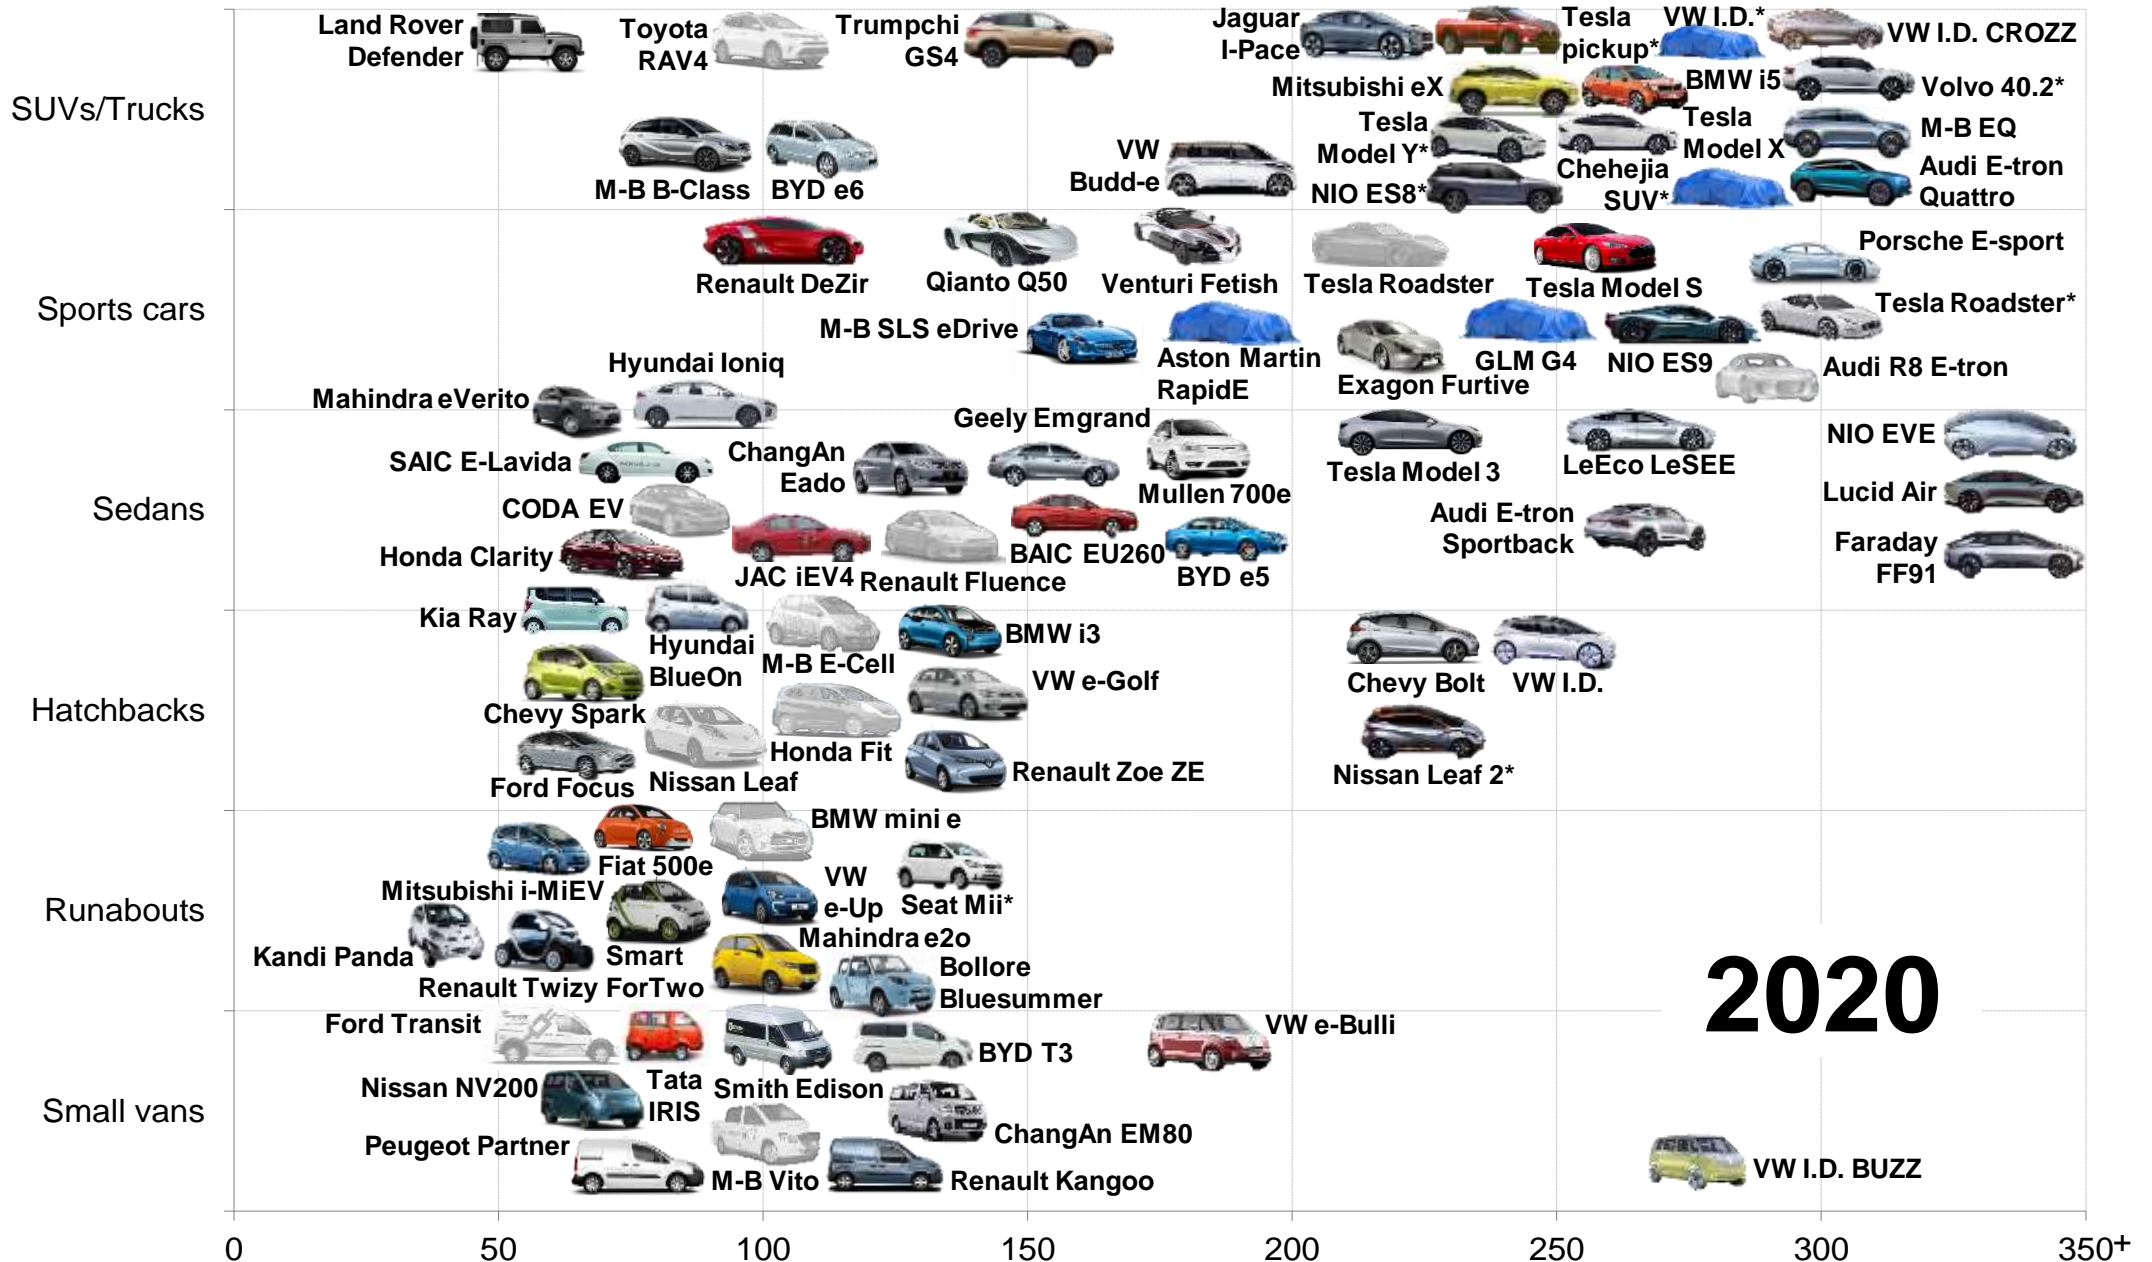 SUVs/Trucks
Land Rover
Defender
Toyota
RAV4
Trumpchi
GS4
Jaguar
I-Pace
Tesla
pickup*
VW I.D.*
VW I.D. CROZZ
Mitsubishi eX
BMW i5
Volvo 40.2*
Tesla
Model Y*
Tesla
Model X
M-B EQ
M-B B-Class
BYD e6
VW
Budd-e
NIO ES8*
Chehejia
SUV*
Audi E-tron
Quattro
Sports cars
Renault DeZir
Qianto Q50
Venturi Fetish
Tesla Roadster
Tesla Model S
Porsche E-sport
M-B SLS eDrive
Aston Martin
RapidE
Exagon Furtive
GLM G4
NIO ES9
Tesla Roadster*
Audi R8 E-tron
Sedans
Mahindra eVerito
Hyundai Ioniq
SAIC E-Lavida
ChangAn
Eado
Geely Emgrand
Mullen 700e
Tesla Model 3
LeEco LeSEE
NIO EVE
CODA EV
Lucid Air
Honda Clarity
JAC iEV4
Renault Fluence
BAIC EU260
BYD e5
Audi E-tron
Sportback
Faraday
FF91
Hatchbacks
Kia Ray
Hyundai
BlueOn
M-B E-Cell
BMW i3
Chevy Spark
VW e-Golf
Chevy Bolt
VW I.D.
Ford Focus
Nissan Leaf
Honda Fit
Renault Zoe ZE
Nissan Leaf 2*
Runabouts
Mitsubishi i-MiEV
Fiat 500e
BMW mini e
VW
e-Up
Seat Mii*
Kandi Panda
Renault Twizy
Smart
ForTwo
Mahindra e2o
Bollore
Bluesummer
2020
Small vans
Ford Transit
Tata
IRIS
Smith Edison
BYD T3
VW e-Bulli
Nissan NV200
ChangAn EM80
Peugeot Partner
M-B Vito
Renault Kangoo
VW I.D. BUZZ
0
50
100
150
200
250
300
350+